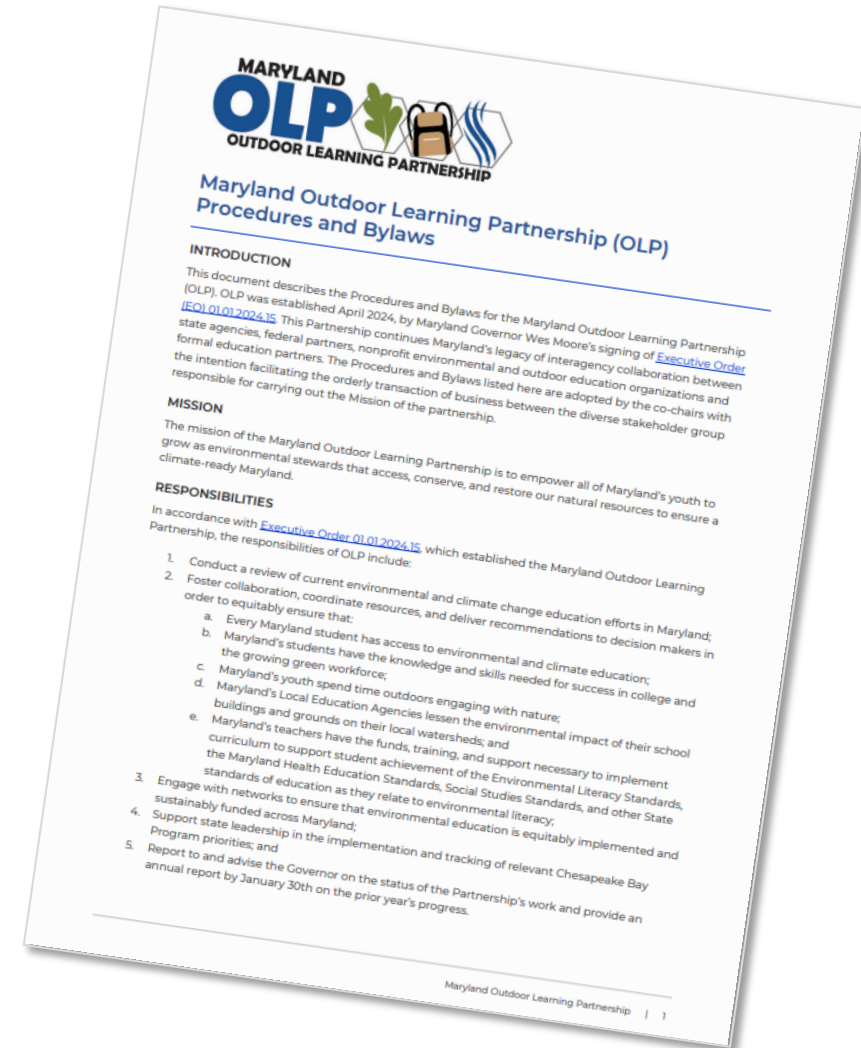 MARYLAND
OLP
OUTDOOR LEARNING PARTNERSHIP
Maryland Outdoor Learning Partnership (OLP)
Procedures and Bylaws
INTRODUCTION
This document describes the Procedures and Bylaws for the Maryland Outdoor Learning Partnership
(OLP). OLP was established April 2024, by Maryland Governor Wes Moore's signing of Executive Order
(EO) 01.01.2024.15. This Partnership continues Maryland's legacy of interagency collaboration between
state agencies, federal partners, nonprofit environmental and outdoor education organizations and
formal education partners. The Procedures and Bylaws listed here are adopted by the co-chairs with
the intention facilitating the orderly transaction of business between the diverse stakeholder group
responsible for carrying out the Mission of the partnership.
MISSION
The mission of the Maryland Outdoor Learning Partnership is to empower all of Maryland's youth to
grow as environmental stewards that access, conserve, and restore our natural resources to ensure a
climate-ready Maryland.
RESPONSIBILITIES
In accordance with Executive Order 01.01.2024.15, which established the Maryland Outdoor Learning
Partnership, the responsibilities of OLP include:
1. Conduct a review of current environmental and climate change education efforts in Maryland;
2. Foster collaboration, coordinate resources, and deliver recommendations to decision makers in
order to equitably ensure that:
a. Every Maryland student has access to environmental and climate education;
b. Maryland's students have the knowledge and skills needed for success in college and
the growing green workforce;
c. Maryland's youth spend time outdoors engaging with nature;
d. Maryland's Local Education Agencies lessen the environmental impact of their school
buildings and grounds on their local watersheds; and
e. Maryland's teachers have the funds, training, and support necessary to implement
curriculum to support student achievement of the Environmental Literacy Standards,
the Maryland Health Education Standards, Social Studies Standards, and other State
standards of education as they relate to environmental literacy;
3. Engage with networks to ensure that environmental education is equitably implemented and
sustainably funded across Maryland;
4. Support state leadership in the implementation and tracking of relevant Chesapeake Bay
Program priorities; and
5. Report to and advise the Governor on the status of the Partnership's work and provide an
annual report by January 30th on the prior year's progress.
Maryland Outdoor Learning Partnership | 1